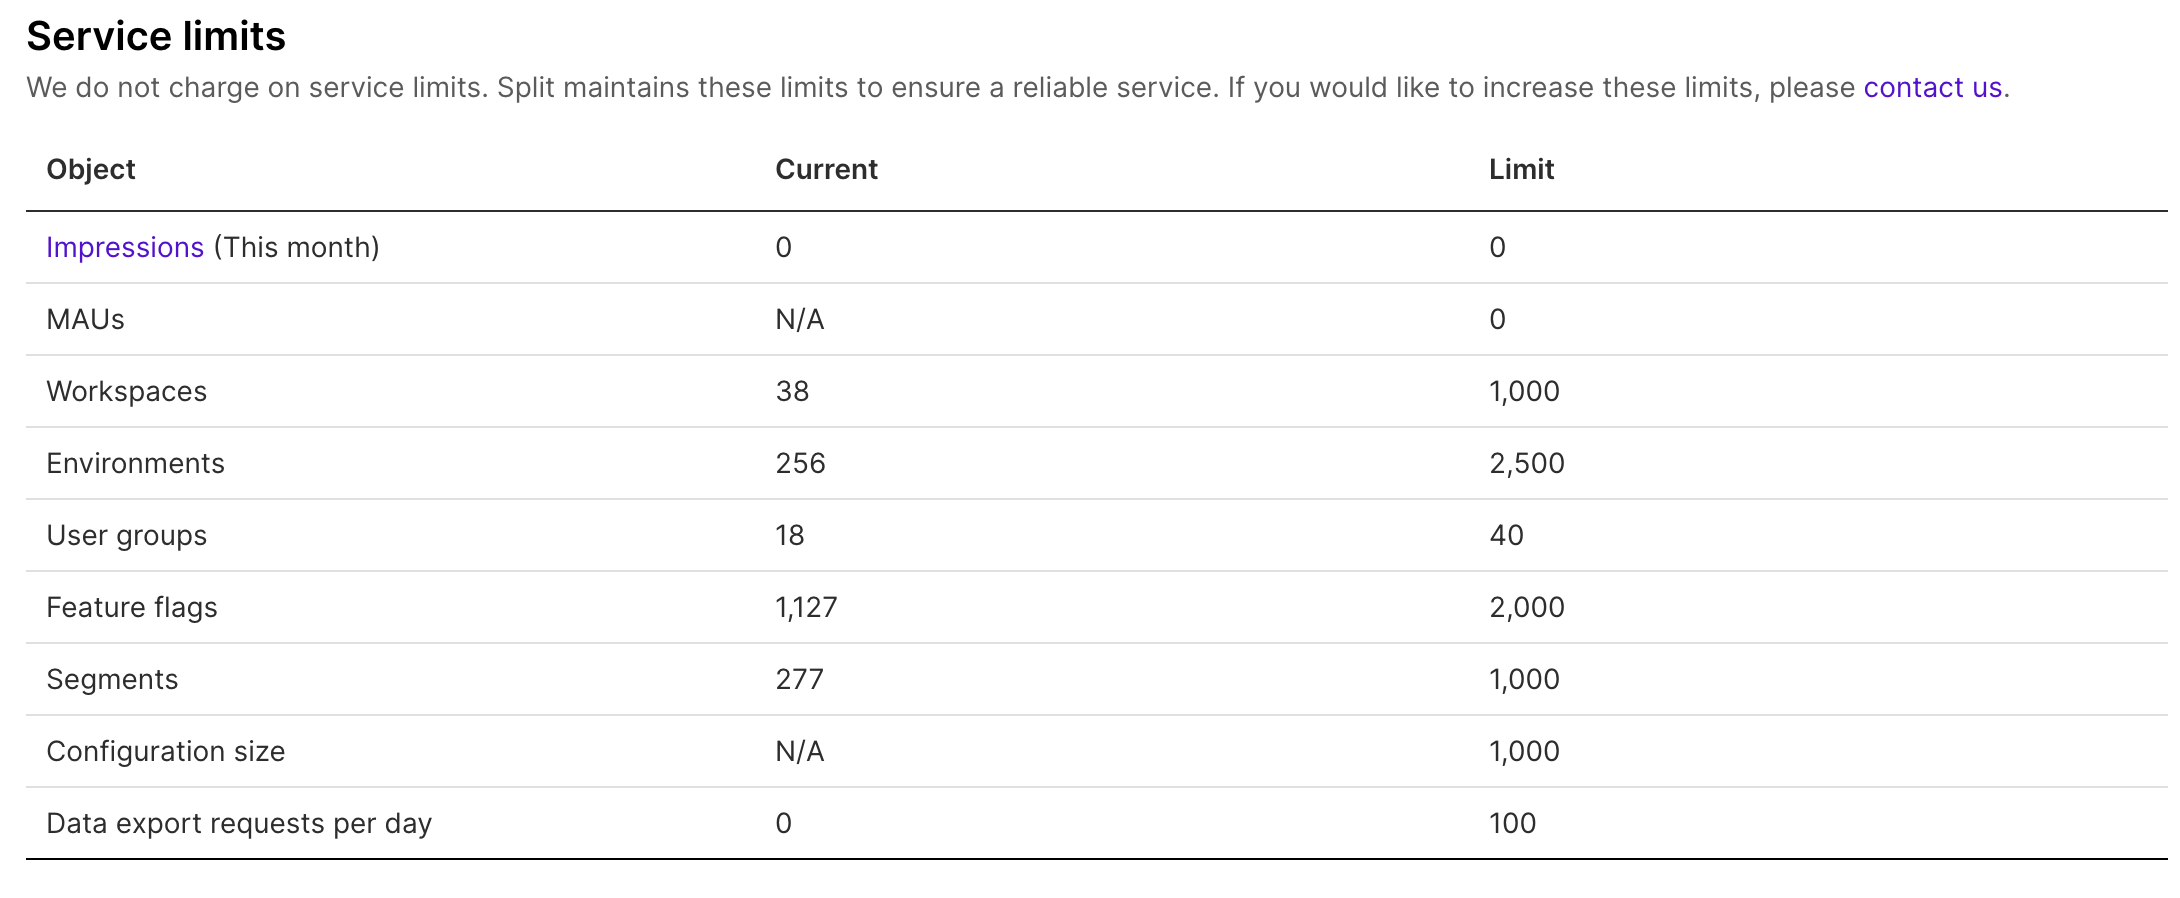 Service limits
We do not charge on service limits. Split maintains these limits to ensure a reliable service. If you would like to increase these limits, please contact us.
Object Current Limit
Impressions (This month) 0 0
MAUs N/A 0
Workspaces 38 1,000
Environments 256 2,500
User groups 18 40
Feature flags 1,127 2,000
Segments 277 1,000
Configuration size N/A 1,000
Data export requests per day 0 100